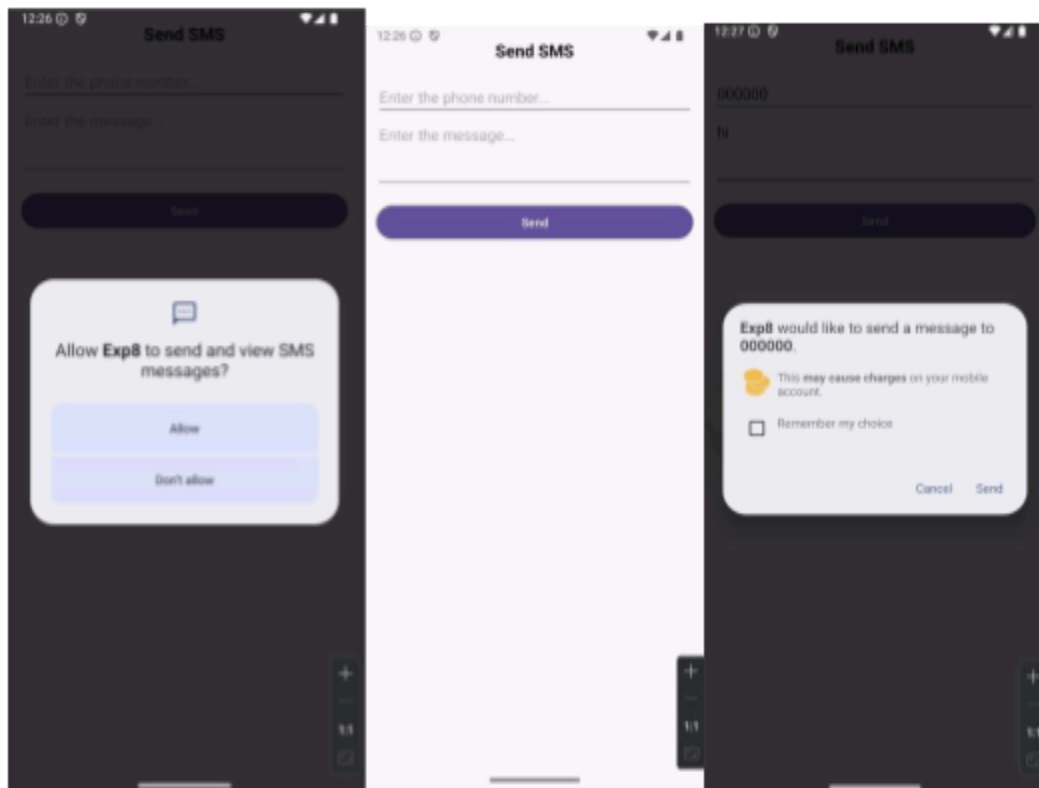 12:26
Send SMS
Enter the phone number...
Enter the message...
Send
Allow Exp8 to send and view SMS
messages?
Allow
Don't allow
1:1
12:26
Send SMS
Enter the phone number...
Enter the message...
Send
1:1
12:27
Send SMS
000000
hi
Send
Exp8 would like to send a message to
000000.
This may cause charges on your mobile
account.
Remember my choice
Cancel
Send
1:1